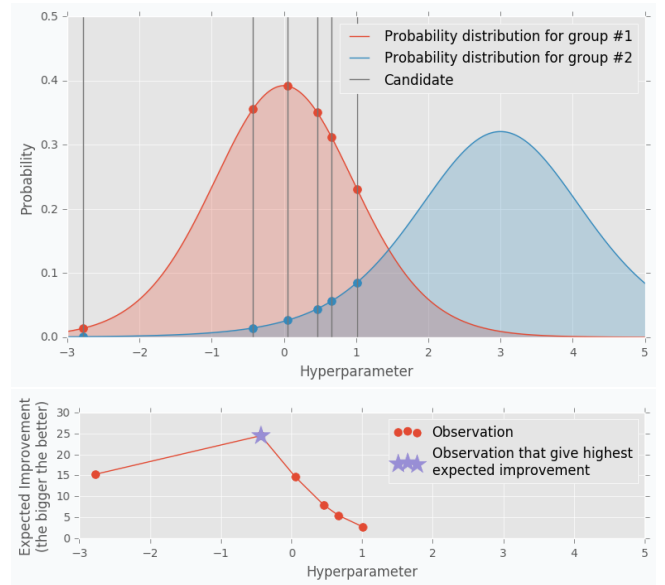 0.5
0.4
0.3
0.2
0.1
0.0
Probability
Probability distribution for group #1
Probability distribution for group #2
Candidate
−3 −2 −1 0 1 2 3 4 5
Hyperparameter
Expected Improvement
(the bigger the better)
30
25
20
15
10
5
0
Observation
Observation that give highest
expected improvement
−3 −2 −1 0 1 2 3 4 5
Hyperparameter